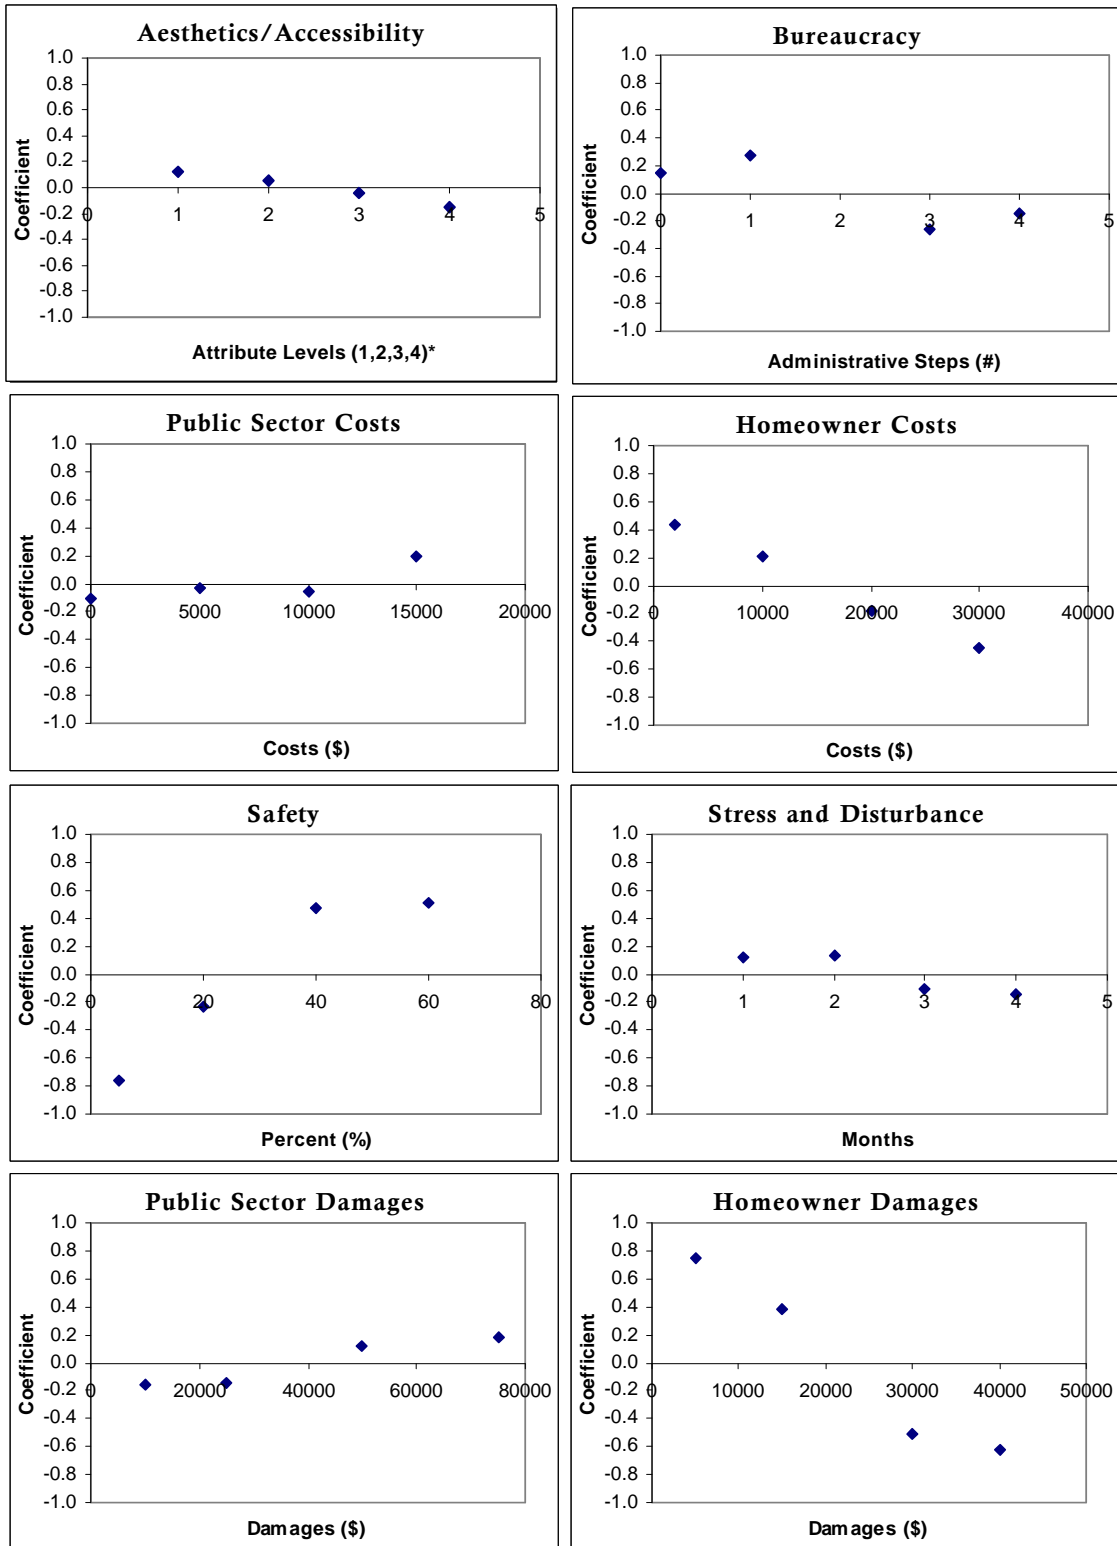 Aesthetics/Accessibility
1.0
0.8
0.6
0.4
0.2
0.0
-0.2
-0.4
-0.6
-0.8
-1.0
0 1 2 3 4 5
Coefficient
Attribute Levels (1,2,3,4)*
Bureaucracy
1.0
0.8
0.6
0.4
0.2
0.0
-0.2
-0.4
-0.6
-0.8
-1.0
0 1 2 3 4 5
Coefficient
Administrative Steps (#)
Public Sector Costs
1.0
0.8
0.6
0.4
0.2
0.0
-0.2
-0.4
-0.6
-0.8
-1.0
0 5000 10000 15000 20000
Coefficient
Costs ($)
Homeowner Costs
1.0
0.8
0.6
0.4
0.2
0.0
-0.2
-0.4
-0.6
-0.8
-1.0
0 10000 20000 30000 40000
Coefficient
Costs ($)
Safety
1.0
0.8
0.6
0.4
0.2
0.0
-0.2
-0.4
-0.6
-0.8
-1.0
0 20 40 60 80
Coefficient
Percent (%)
Stress and Disturbance
1.0
0.8
0.6
0.4
0.2
0.0
-0.2
-0.4
-0.6
-0.8
-1.0
0 1 2 3 4 5
Coefficient
Months
Public Sector Damages
1.0
0.8
0.6
0.4
0.2
0.0
-0.2
-0.4
-0.6
-0.8
-1.0
0 20000 40000 60000 80000
Coefficient
Damages ($)
Homeowner Damages
1.0
0.8
0.6
0.4
0.2
0.0
-0.2
-0.4
-0.6
-0.8
-1.0
0 10000 20000 30000 40000 50000
Coefficient
Damages ($)